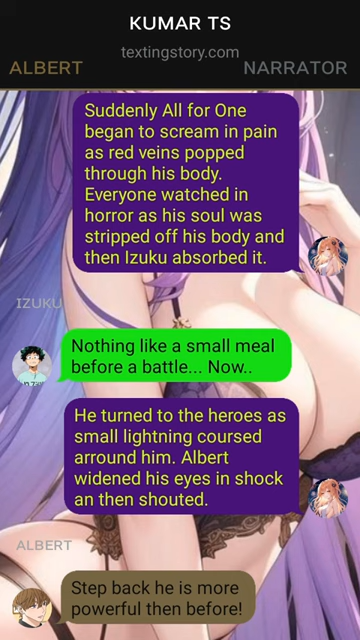 KUMAR TS
textingstory.com
ALBERT NARRATOR
Suddenly All for One
began to scream in pain
as red veins popped
through his body.
Everyone watched in
horror as his soul was
stripped off his body and
then Izuku absorbed it.
IZUKU
Nothing like a small meal
before a battle... Now..
He turned to the heroes as
small lightning coursed
arround him. Albert
widened his eyes in shock
an then shouted.
ALBERT
Step back he is more
powerful then before!